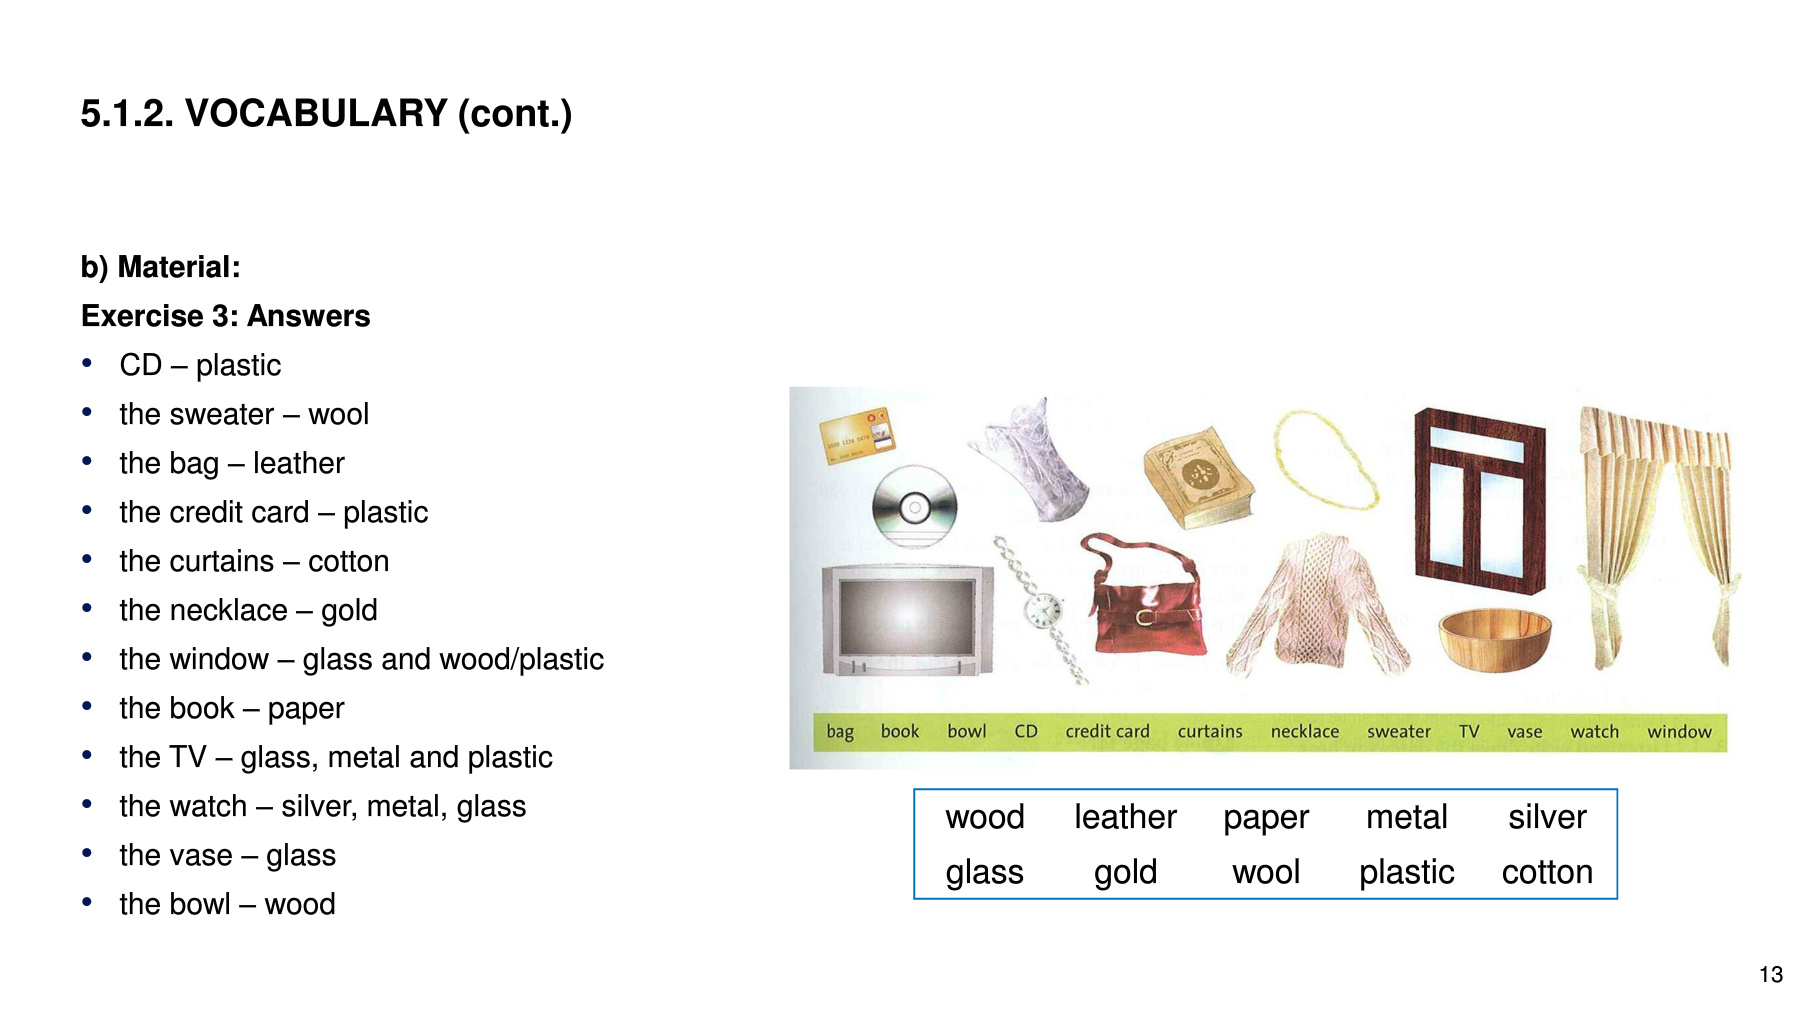 5.1.2. VOCABULARY (cont.)
b) Material:
Exercise 3: Answers
• CD – plastic
• the sweater – wool
• the bag – leather
• the credit card – plastic
• the curtains – cotton
• the necklace – gold
• the window – glass and wood/plastic
• the book – paper
• the TV – glass, metal and plastic
• the watch – silver, metal, glass
• the vase – glass
• the bowl – wood
bag book bowl CD credit card curtains necklace sweater TV vase watch window
wood leather paper metal silver
glass gold wool plastic cotton
13